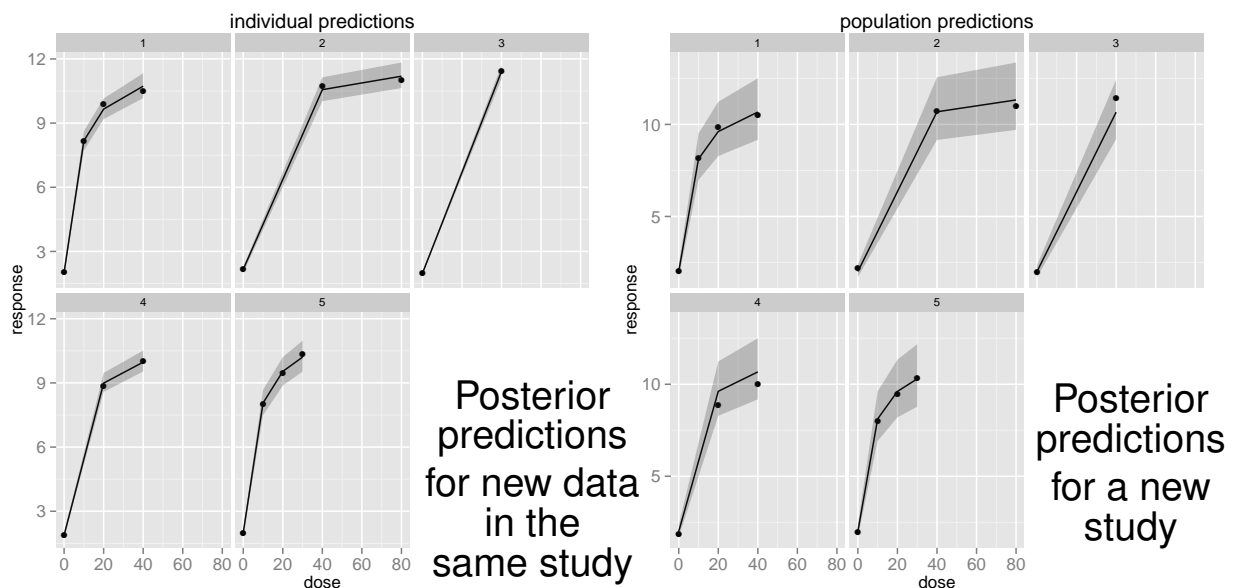 individual predictions
1
2
3
12
9
6
3
response
4
5
12
9
6
3
0 20 40 60 80
0 20 40 60 80
dose
Posterior
predictions
for new data
in the
same study
population predictions
1
2
3
10
5
response
4
5
10
5
0 20 40 60 80
0 20 40 60 80
dose
Posterior
predictions
for a new
study